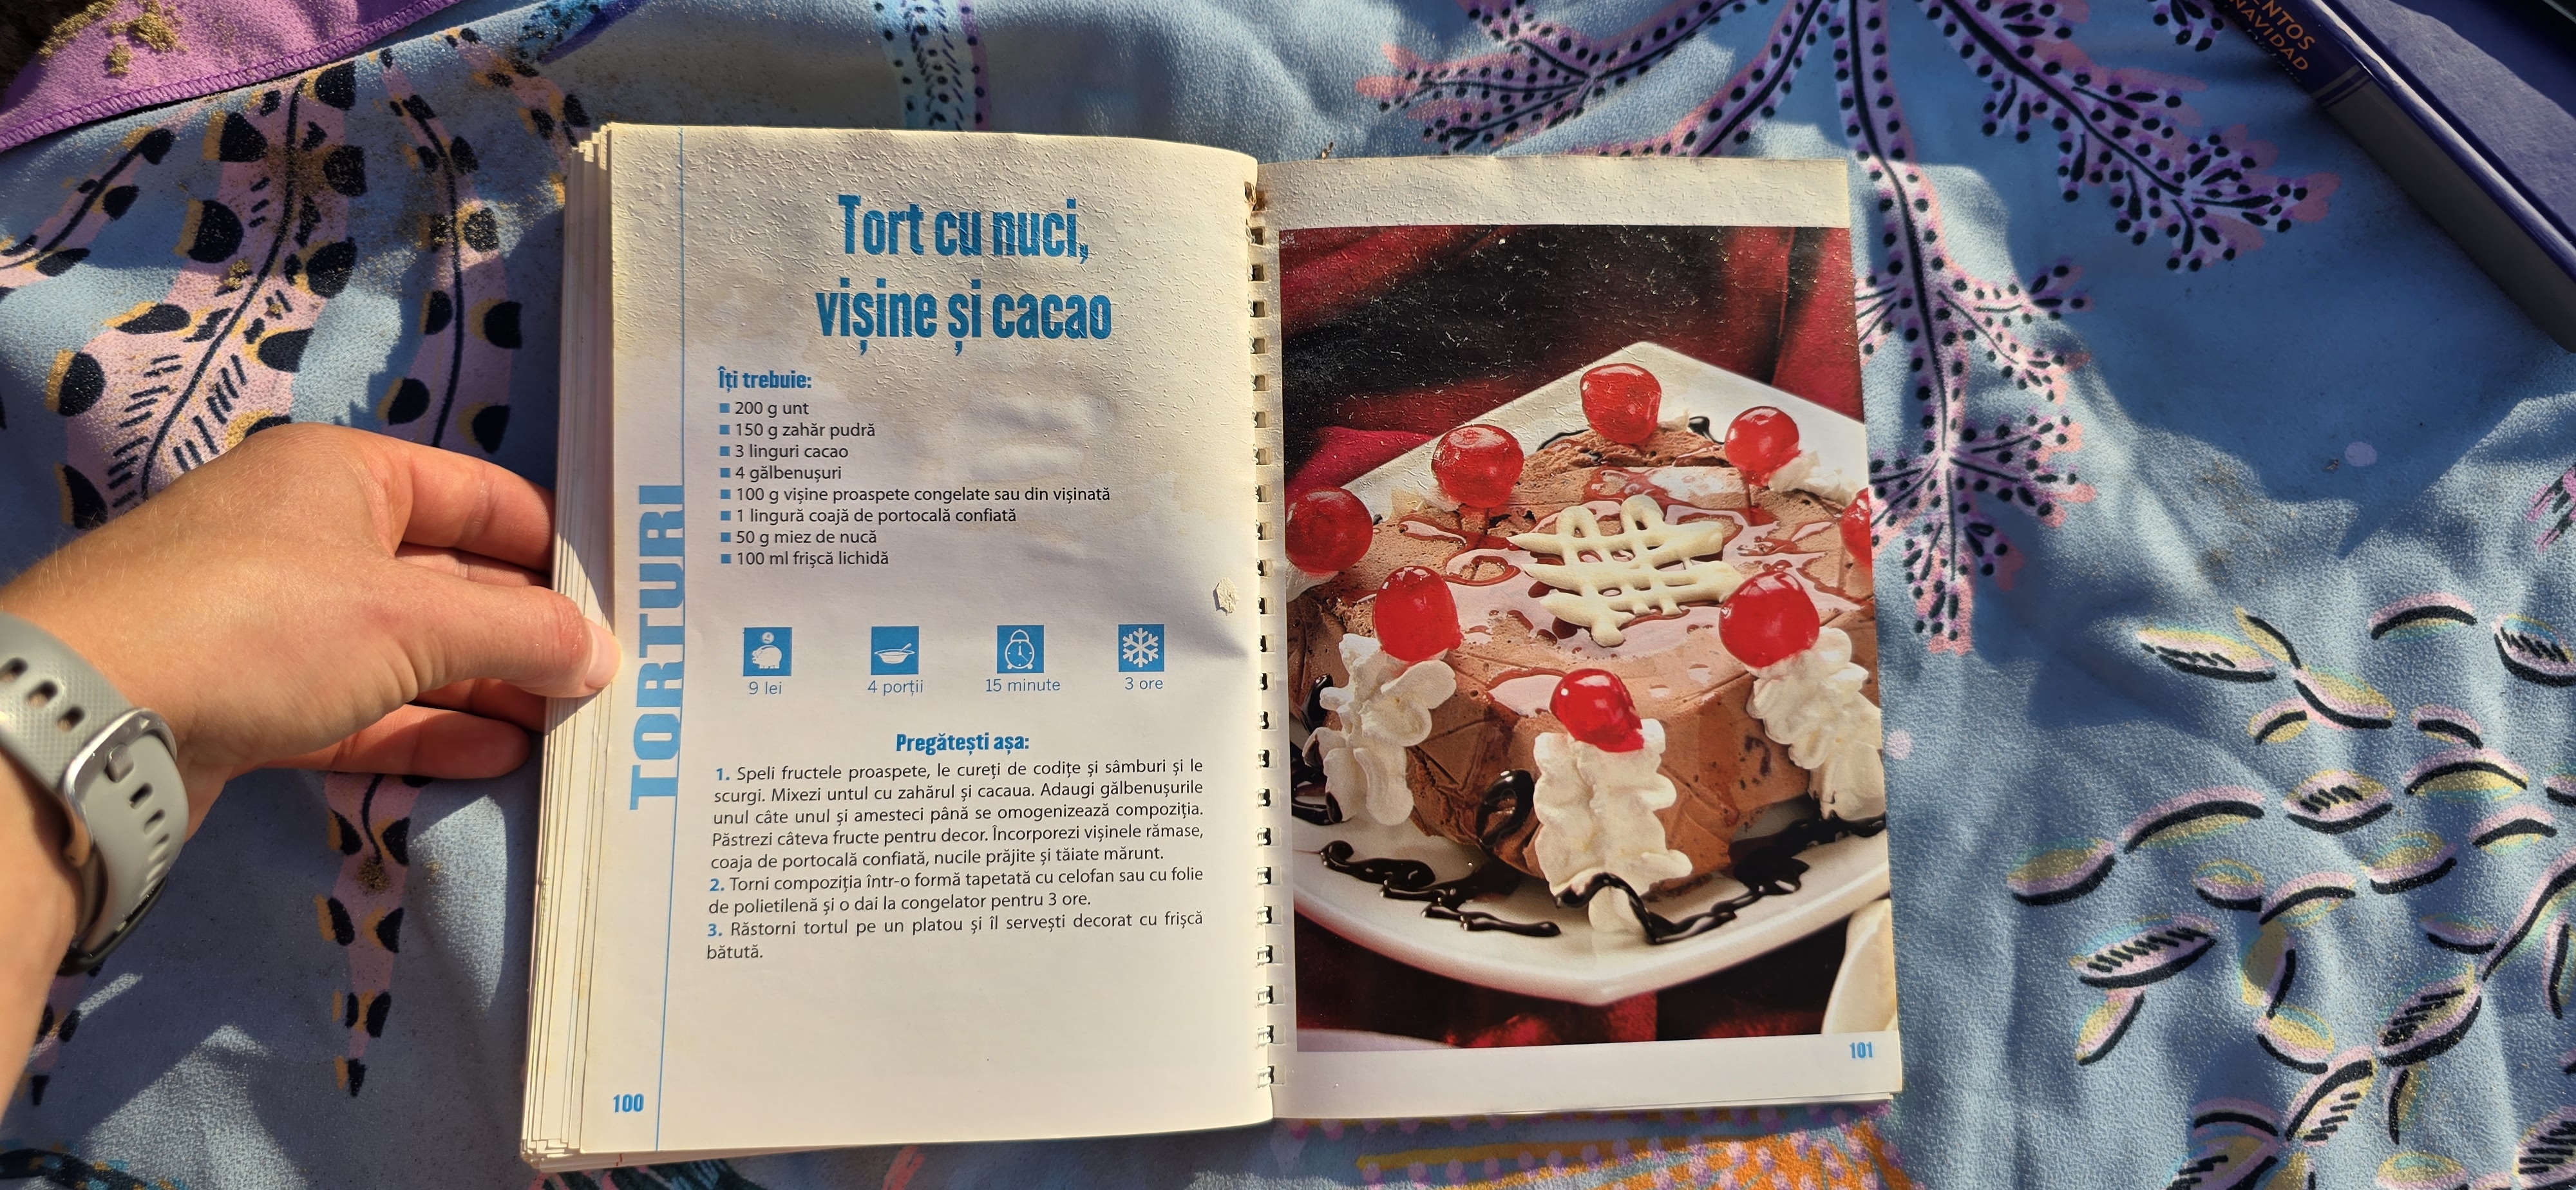 Tort cu nuci,
vișine și cacao
Îți trebuie:
200 g unt
150 g zahăr pudră
3 linguri cacao
4 gălbenușuri
100 g vișine proaspete congelate sau din vișinată
1 lingură coajă de portocală confiată
50 g miez de nucă
100 ml frișcă lichidă
9 lei
4 porții
15 minute
3 ore
Pregătești așa:
1. Speli fructele proaspete, le cureți de codițe și sâmburi și le
scurgi. Mixezi untul cu zahărul și cacaua. Adaugi gălbenușurile
unul câte unul și amesteci până se omogenizează compoziția.
Păstrezi câteva fructe pentru decor. Încorporezi vișinele rămase,
coaja de portocală confiată, nucile prăjite și tăiate mărunt.
2. Torni compoziția într-o formă tapetată cu celofan sau cu folie
de polietilenă și o dai la congelator pentru 3 ore.
3. Răstorni tortul pe un platou și îl servești decorat cu frișcă
bătută.
TORTURI
100
101
NAVIDAD